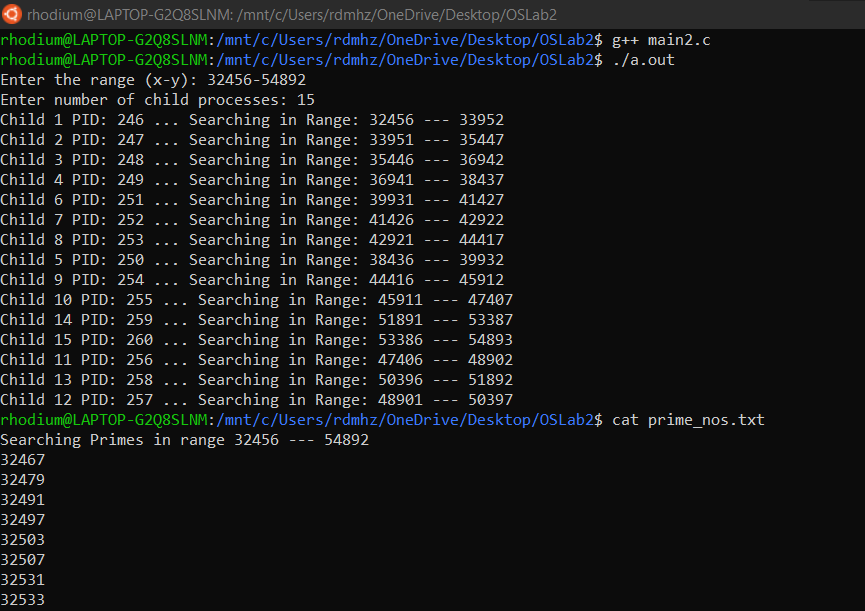 rhodium@LAPTOP-G2Q8SLNM: /mnt/c/Users/rdmhz/OneDrive/Desktop/OSLab2
rhodium@LAPTOP-G2Q8SLNM:/mnt/c/Users/rdmhz/OneDrive/Desktop/OSLab2$ g++ main2.c
rhodium@LAPTOP-G2Q8SLNM:/mnt/c/Users/rdmhz/OneDrive/Desktop/OSLab2$ ./a.out
Enter the range (x-y): 32456-54892
Enter number of child processes: 15
Child 1 PID: 246 ... Searching in Range: 32456 --- 33952
Child 2 PID: 247 ... Searching in Range: 33951 --- 35447
Child 3 PID: 248 ... Searching in Range: 35446 --- 36942
Child 4 PID: 249 ... Searching in Range: 36941 --- 38437
Child 6 PID: 251 ... Searching in Range: 39931 --- 41427
Child 7 PID: 252 ... Searching in Range: 41426 --- 42922
Child 8 PID: 253 ... Searching in Range: 42921 --- 44417
Child 5 PID: 250 ... Searching in Range: 38436 --- 39932
Child 9 PID: 254 ... Searching in Range: 44416 --- 45912
Child 10 PID: 255 ... Searching in Range: 45911 --- 47407
Child 14 PID: 259 ... Searching in Range: 51891 --- 53387
Child 15 PID: 260 ... Searching in Range: 53386 --- 54893
Child 11 PID: 256 ... Searching in Range: 47406 --- 48902
Child 13 PID: 258 ... Searching in Range: 50396 --- 51892
Child 12 PID: 257 ... Searching in Range: 48901 --- 50397
rhodium@LAPTOP-G2Q8SLNM:/mnt/c/Users/rdmhz/OneDrive/Desktop/OSLab2$ cat prime_nos.txt
Searching Primes in range 32456 --- 54892
32467
32479
32491
32497
32503
32507
32531
32533